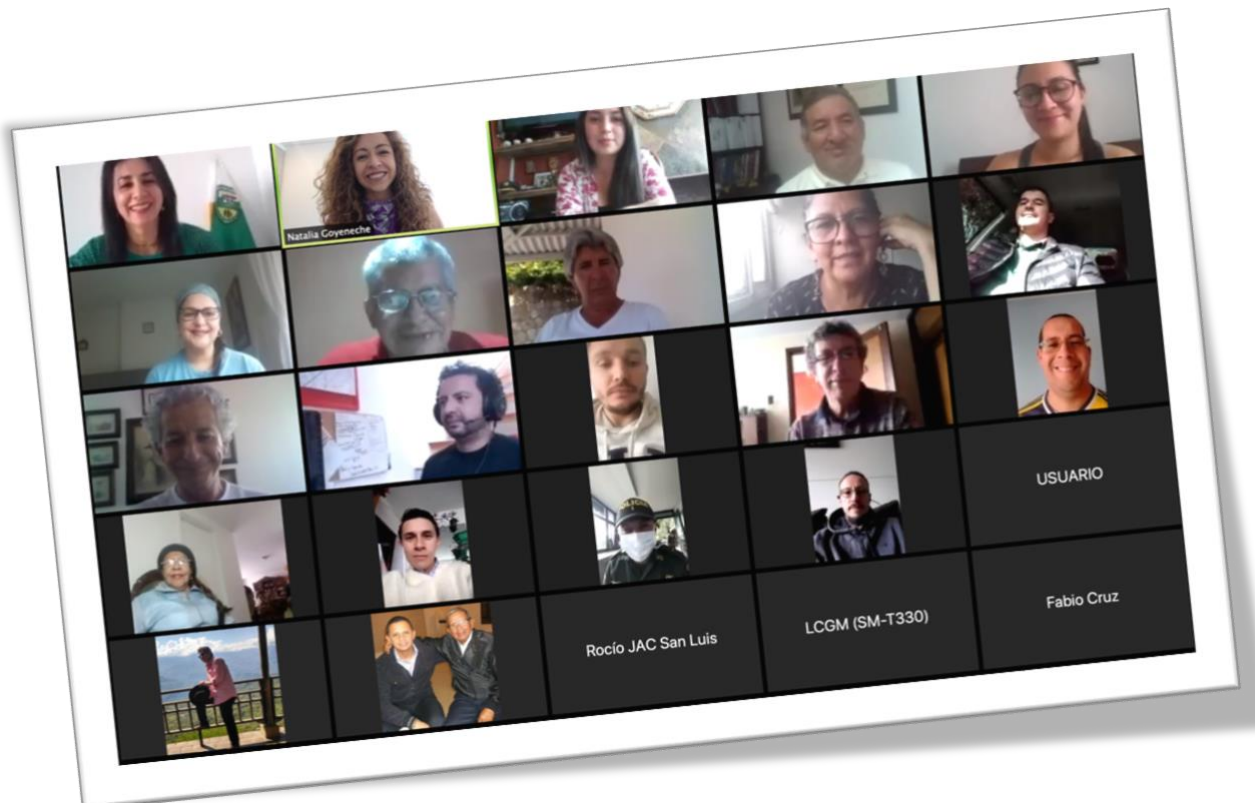 Natalia Goyeneche
USUARIO
Rocío JAC San Luis
LCGM (SM-T330)
Fabio Cruz